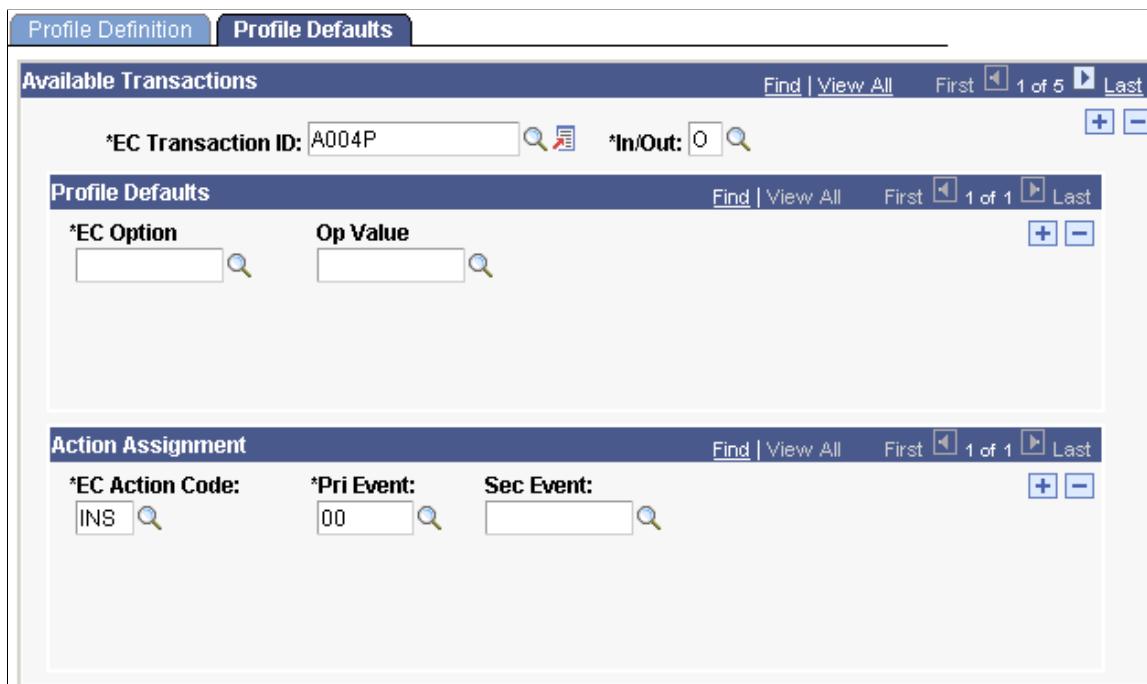 Profile Definition Profile Defaults
Available Transactions Find | View All First 1 of 5 Last
*EC Transaction ID: A004P *In/Out: O
Profile Defaults Find | View All First 1 of 1 Last
*EC Option Op Value
Action Assignment Find | View All First 1 of 1 Last
*EC Action Code: *Pri Event: Sec Event:
INS 00